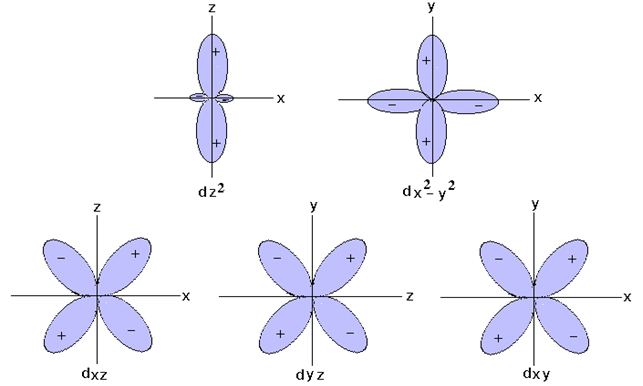 z
y
+
+
- -
x
- -
x
+
+
dz²
dx²-y²
z
y
y
- +
- +
- +
x
z
x
+ -
+ -
+ -
dxz
dyz
dxy